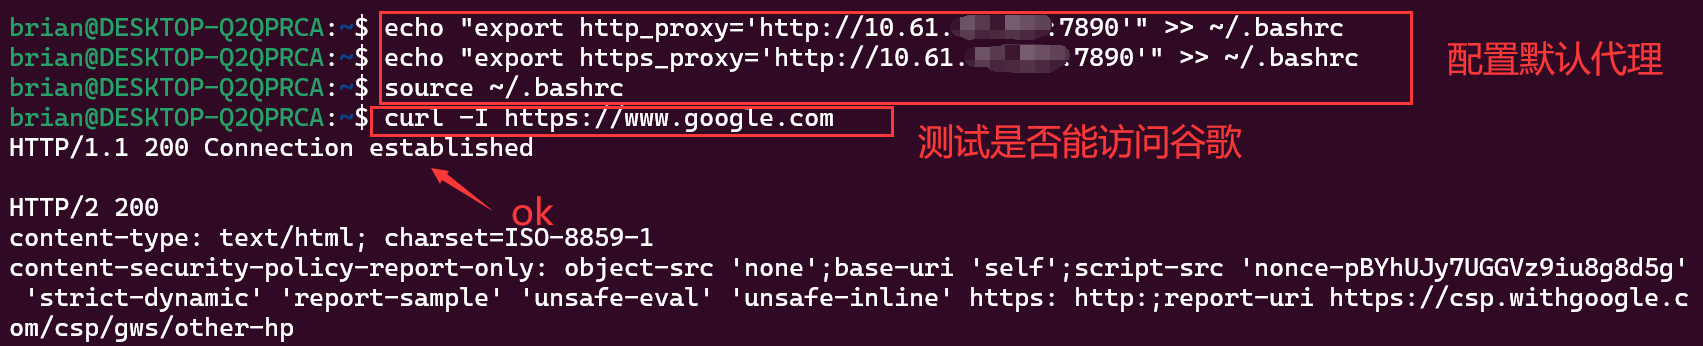 brian@DESKTOP-Q2QPRCA:~$ echo "export http_proxy='http://10.61. :7890'" >> ~/.bashrc
brian@DESKTOP-Q2QPRCA:~$ echo "export https_proxy='http://10.61. :7890'" >> ~/.bashrc
配置默认代理
brian@DESKTOP-Q2QPRCA:~$ source ~/.bashrc
brian@DESKTOP-Q2QPRCA:~$ curl -I https://www.google.com
测试是否能访问谷歌
HTTP/1.1 200 Connection established
ok
HTTP/2 200
content-type: text/html; charset=ISO-8859-1
content-security-policy-report-only: object-src 'none';base-uri 'self';script-src 'nonce-pBYhUJy7UGGVz9iu8g8d5g'
'strict-dynamic' 'report-sample' 'unsafe-eval' 'unsafe-inline' https: http:;report-uri https://csp.withgoogle.c
om/csp/gws/other-hp